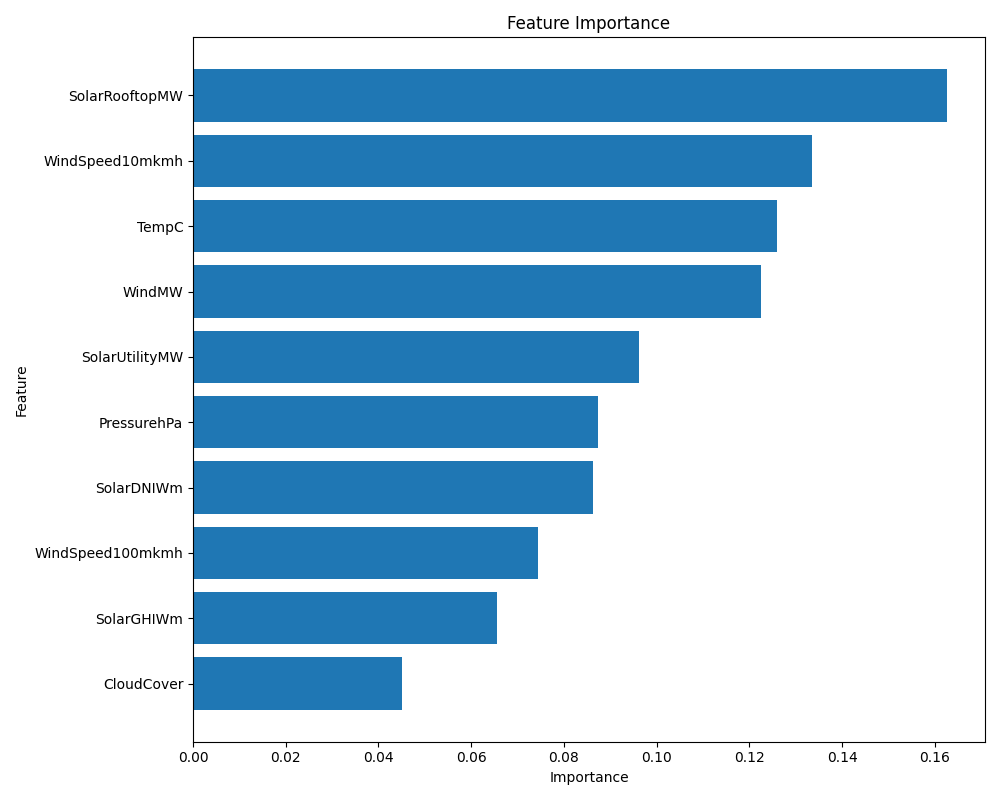 Feature Importance
SolarRooftopMW
WindSpeed10mkmh
TempC
WindMW
SolarUtilityMW
PressurehPa
SolarDNIWm
WindSpeed100mkmh
SolarGHIWm
CloudCover
Feature
0.00 0.02 0.04 0.06 0.08 0.10 0.12 0.14 0.16
Importance